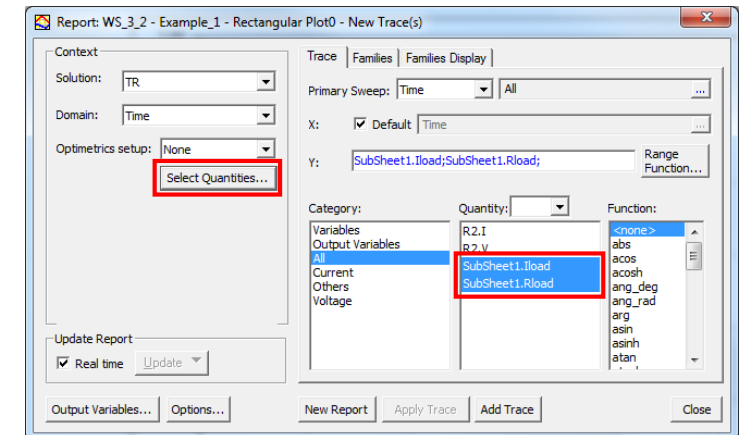 Report: WS_3_2 - Example_1 - Rectangular Plot0 - New Trace(s)
Context
Solution: TR
Domain: Time
Optimetrics setup: None
Select Quantities...
Update Report
Real time Update
Output Variables... Options...
Trace Families Families Display
Primary Sweep: Time All ...
X: Default Time ...
Y: SubSheet1.Iload;SubSheet1.Rload; Range Function...
Category:
Variables
Output Variables
All
Current
Others
Voltage
Quantity:
R2.I
R2.V
SubSheet1.Iload
SubSheet1.Rload
Function:
<none>
abs
acos
acosh
ang_deg
ang_rad
arg
asin
asinh
atan
New Report Apply Trace Add Trace Close